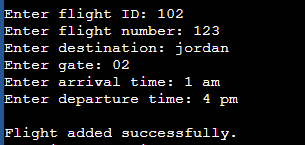 Enter flight ID: 102
Enter flight number: 123
Enter destination: jordan
Enter gate: 02
Enter arrival time: 1 am
Enter departure time: 4 pm
Flight added successfully.